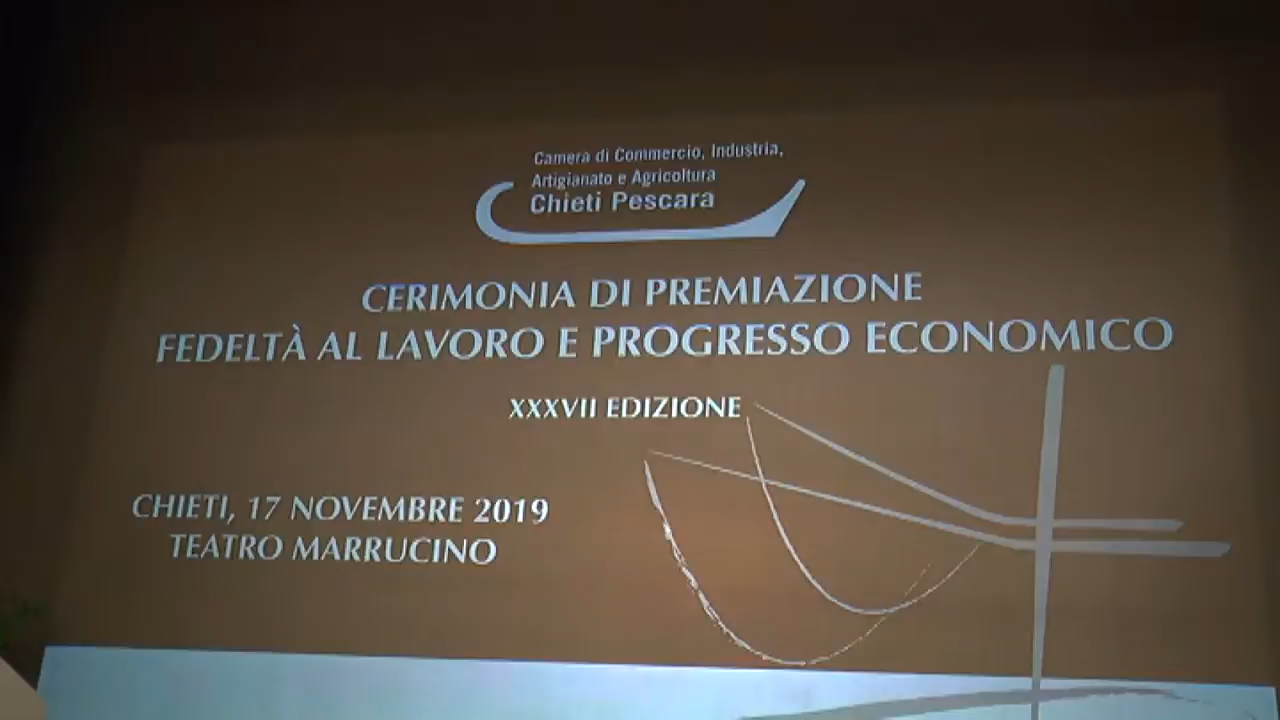 Camera di Commercio, Industria,
Artigianato e Agricoltura
Chieti Pescara
CERIMONIA DI PREMIAZIONE
FEDELTÀ AL LAVORO E PROGRESSO ECONOMICO
XXXVII EDIZIONE
CHIETI, 17 NOVEMBRE 2019
TEATRO MARRUCINO